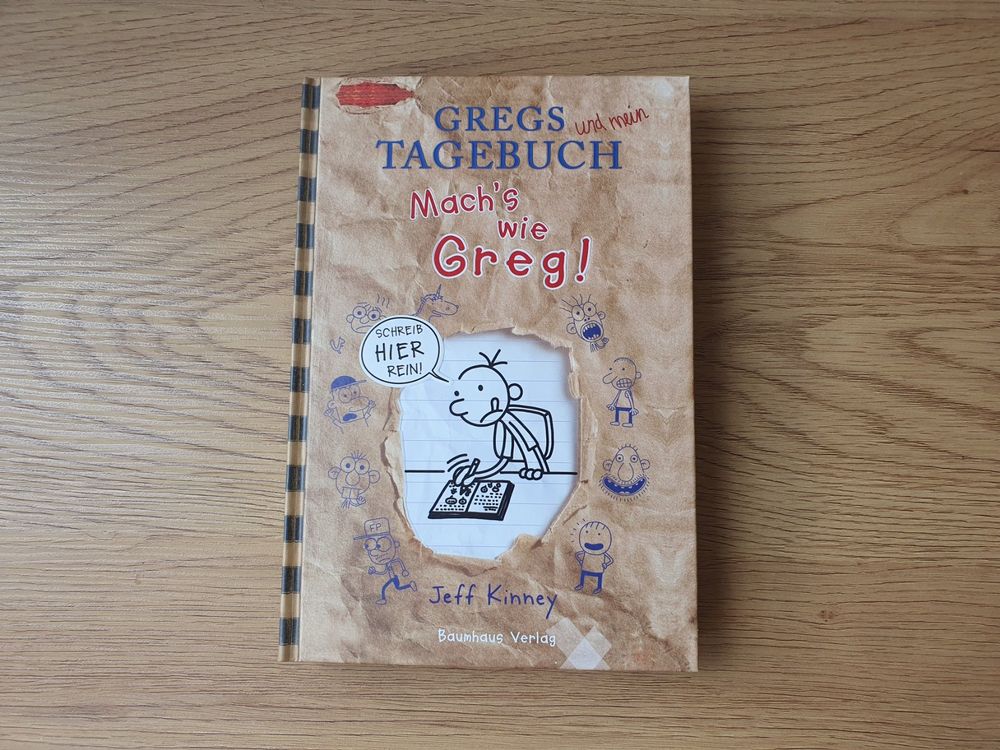 GREGS und mein
TAGEBUCH
Mach's
wie
Greg!
SCHREIB
HIER
REIN!
FP
Jeff Kinney
Baumhaus Verlag